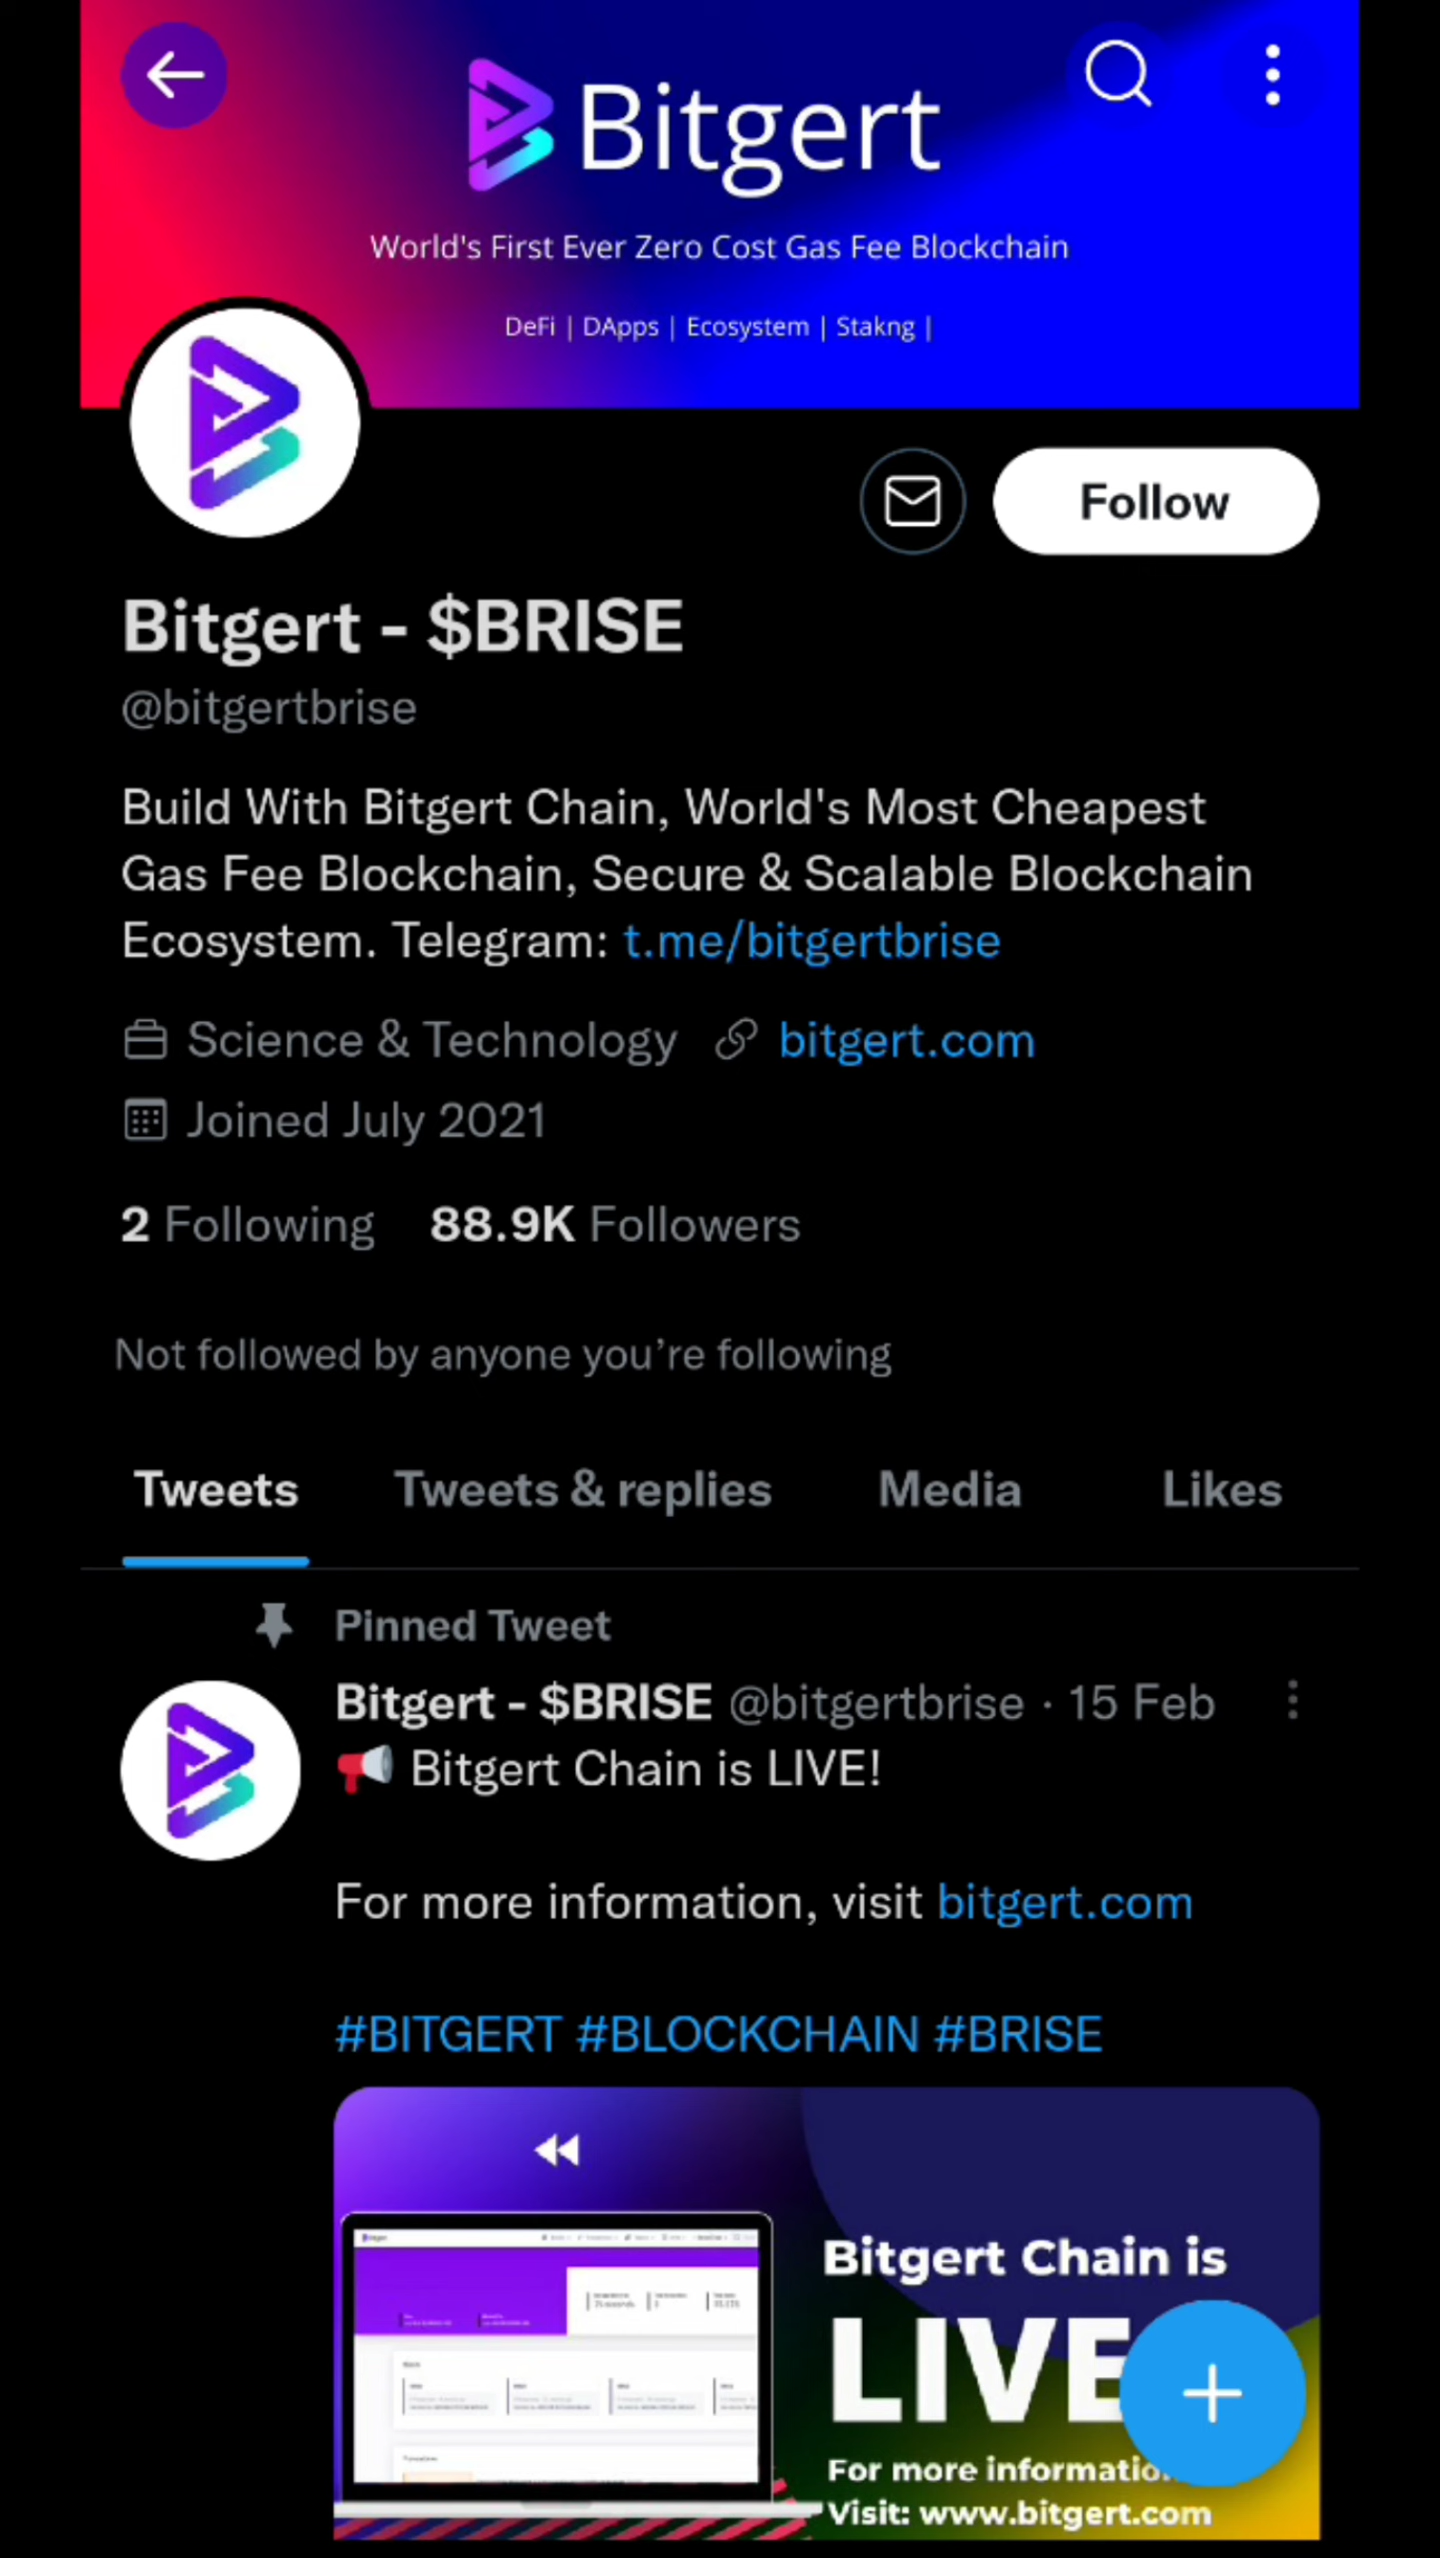 Bitgert
World's First Ever Zero Cost Gas Fee Blockchain
DeFi | DApps | Ecosystem | Stakng |
Follow
Bitgert - $BRISE
@bitgertbrise
Build With Bitgert Chain, World's Most Cheapest
Gas Fee Blockchain, Secure & Scalable Blockchain
Ecosystem. Telegram: t.me/bitgertbrise
Science & Technology bitgert.com
Joined July 2021
2 Following 88.9K Followers
Not followed by anyone you’re following
Tweets Tweets & replies Media Likes
Pinned Tweet
Bitgert - $BRISE @bitgertbrise · 15 Feb
📢 Bitgert Chain is LIVE!
For more information, visit bitgert.com
#BITGERT #BLOCKCHAIN #BRISE
Bitgert Chain is
LIVE
For more informatio
Visit: www.bitgert.com